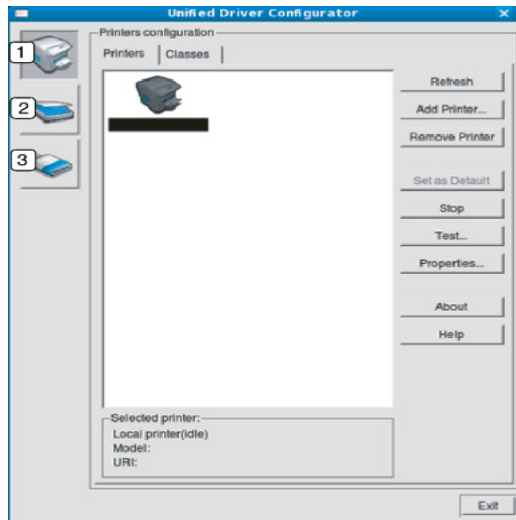 Unified Driver Configurator
Printers configuration
Printers
Classes
1
2
3
Refresh
Add Printer...
Remove Printer
Set as Default
Stop
Test...
Properties...
About
Help
Selected printer:
Local printer(idle)
Model:
URI:
Exit